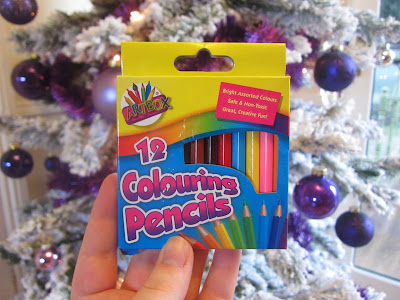 ARTBOX
Bright Assorted Colours
Safe & Non-Toxic
Great, Creative Fun!
12
Colouring
Pencils